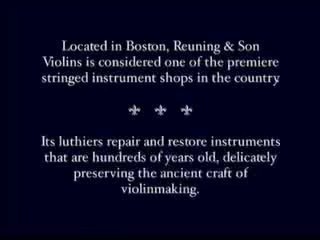 Located in Boston, Reuning & Son
Violins is considered one of the premiere
stringed instrument shops in the country.
Its luthiers repair and restore instruments
that are hundreds of years old, delicately
preserving the ancient craft of
violinmaking.